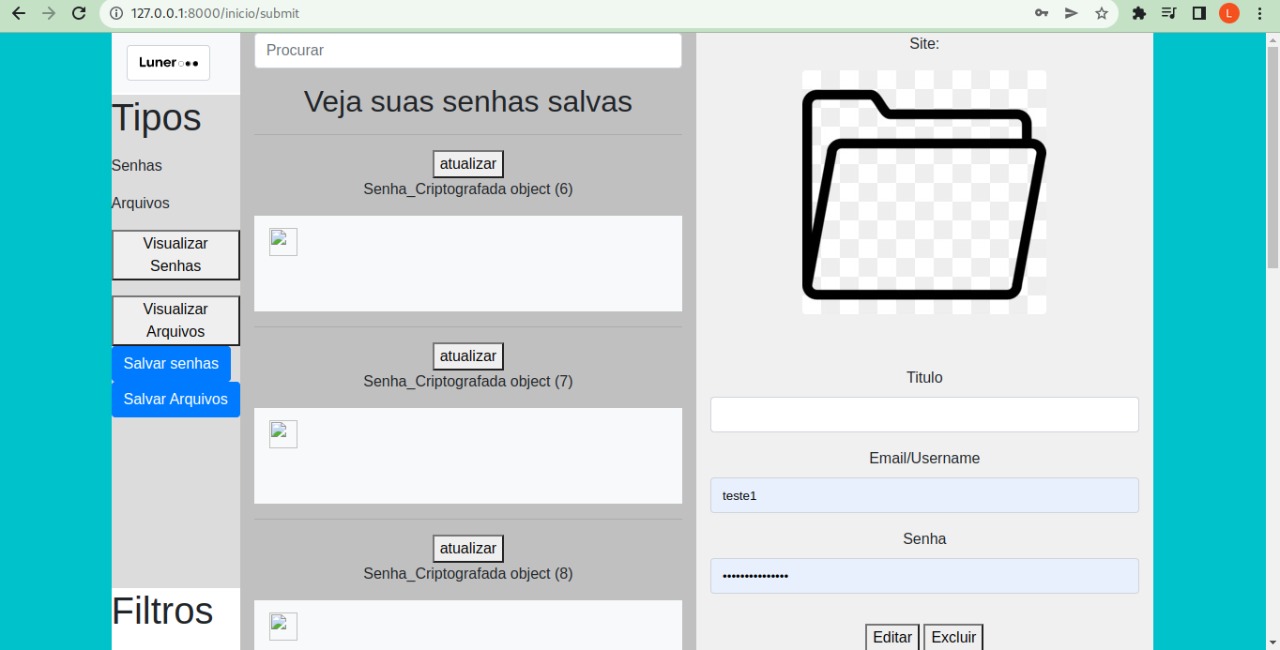 127.0.0.1:8000/inicio/submit
L
Luner
Tipos
Senhas
Arquivos
Visualizar
Senhas
Visualizar
Arquivos
Salvar senhas
Salvar Arquivos
Filtros
Procurar
Veja suas senhas salvas
atualizar
Senha_Criptografada object (6)
atualizar
Senha_Criptografada object (7)
atualizar
Senha_Criptografada object (8)
Site:
Titulo
Email/Username
teste1
Senha
•••••••••••••••
Editar Excluir